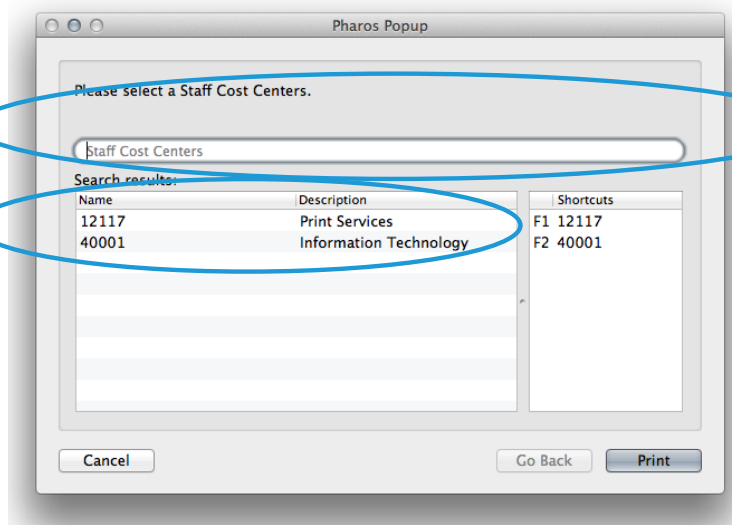 Pharos Popup
Please select a Staff Cost Centers.
Staff Cost Centers
Search results:
Name Description Shortcuts
12117 Print Services F1 12117
40001 Information Technology F2 40001
Cancel Go Back Print